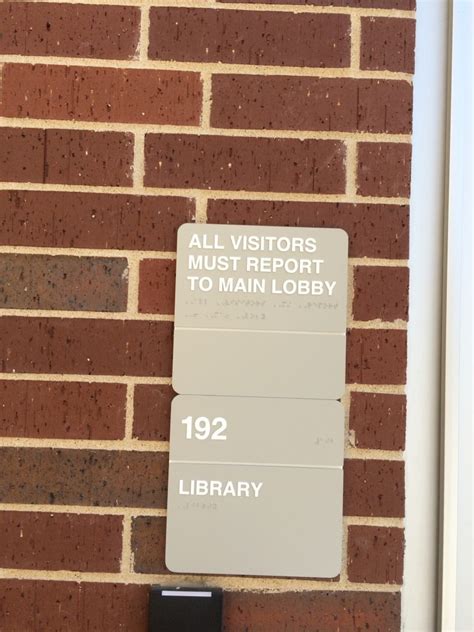 ALL VISITORS
MUST REPORT
TO MAIN LOBBY
192
LIBRARY